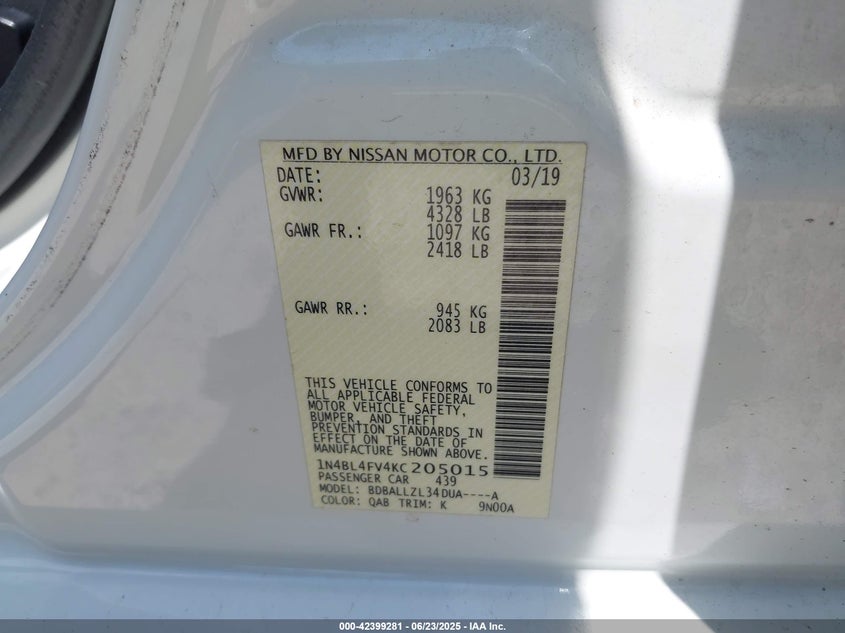 MFD BY NISSAN MOTOR CO., LTD.
DATE: 03/19
GVWR: 1963 KG
4328 LB
GAWR FR.: 1097 KG
2418 LB
GAWR RR.: 945 KG
2083 LB
THIS VEHICLE CONFORMS TO
ALL APPLICABLE FEDERAL
MOTOR VEHICLE SAFETY,
BUMPER, AND THEFT
PREVENTION STANDARDS IN
EFFECT ON THE DATE OF
MANUFACTURE SHOWN ABOVE.
1N4BL4FV4KC205015
PASSENGER CAR 439
MODEL: BDBALLZL34DUA----A
COLOR: QAB TRIM: K 9N00A
000-42399281 - 06/23/2025 - IAA Inc.